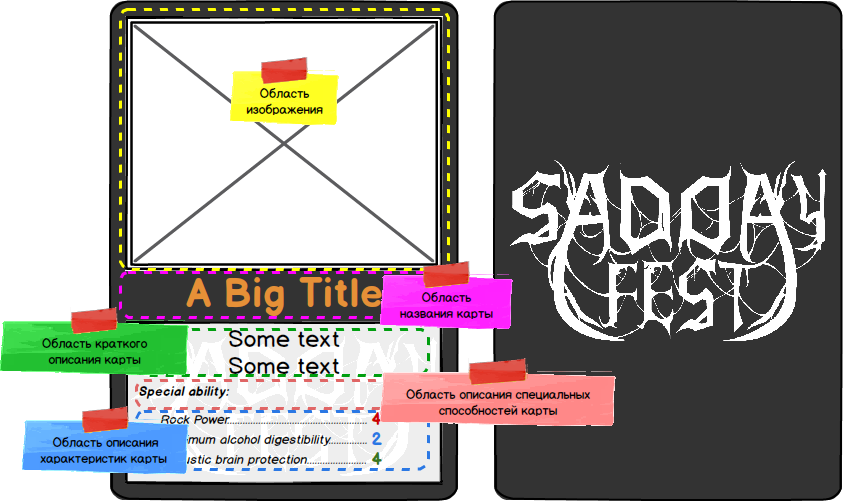 Область
изображения
SADDAY
FEST
A Big Title
Область
названия карты
Область краткого
описания карты
Some text
Some text
Special ability:
Область описания специальных
способностей карты
Rock Power 4
Область описания
характеристик карты
mum alcohol digestibility 2
ustic brain protection 4